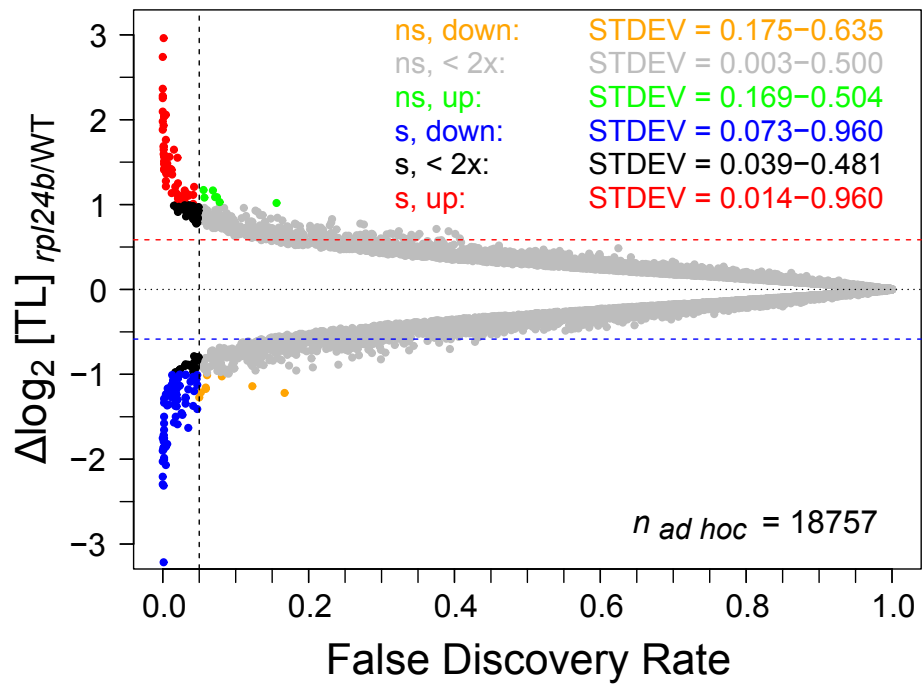 ns, down: STDEV = 0.175−0.635
ns, < 2x: STDEV = 0.003−0.500
ns, up: STDEV = 0.169−0.504
s, down: STDEV = 0.073−0.960
s, < 2x: STDEV = 0.039−0.481
s, up: STDEV = 0.014−0.960
3
2
1
0
−1
−2
−3
Δlog2 [TL] rpl24b/WT
n ad hoc = 18757
0.0 0.2 0.4 0.6 0.8 1.0
False Discovery Rate